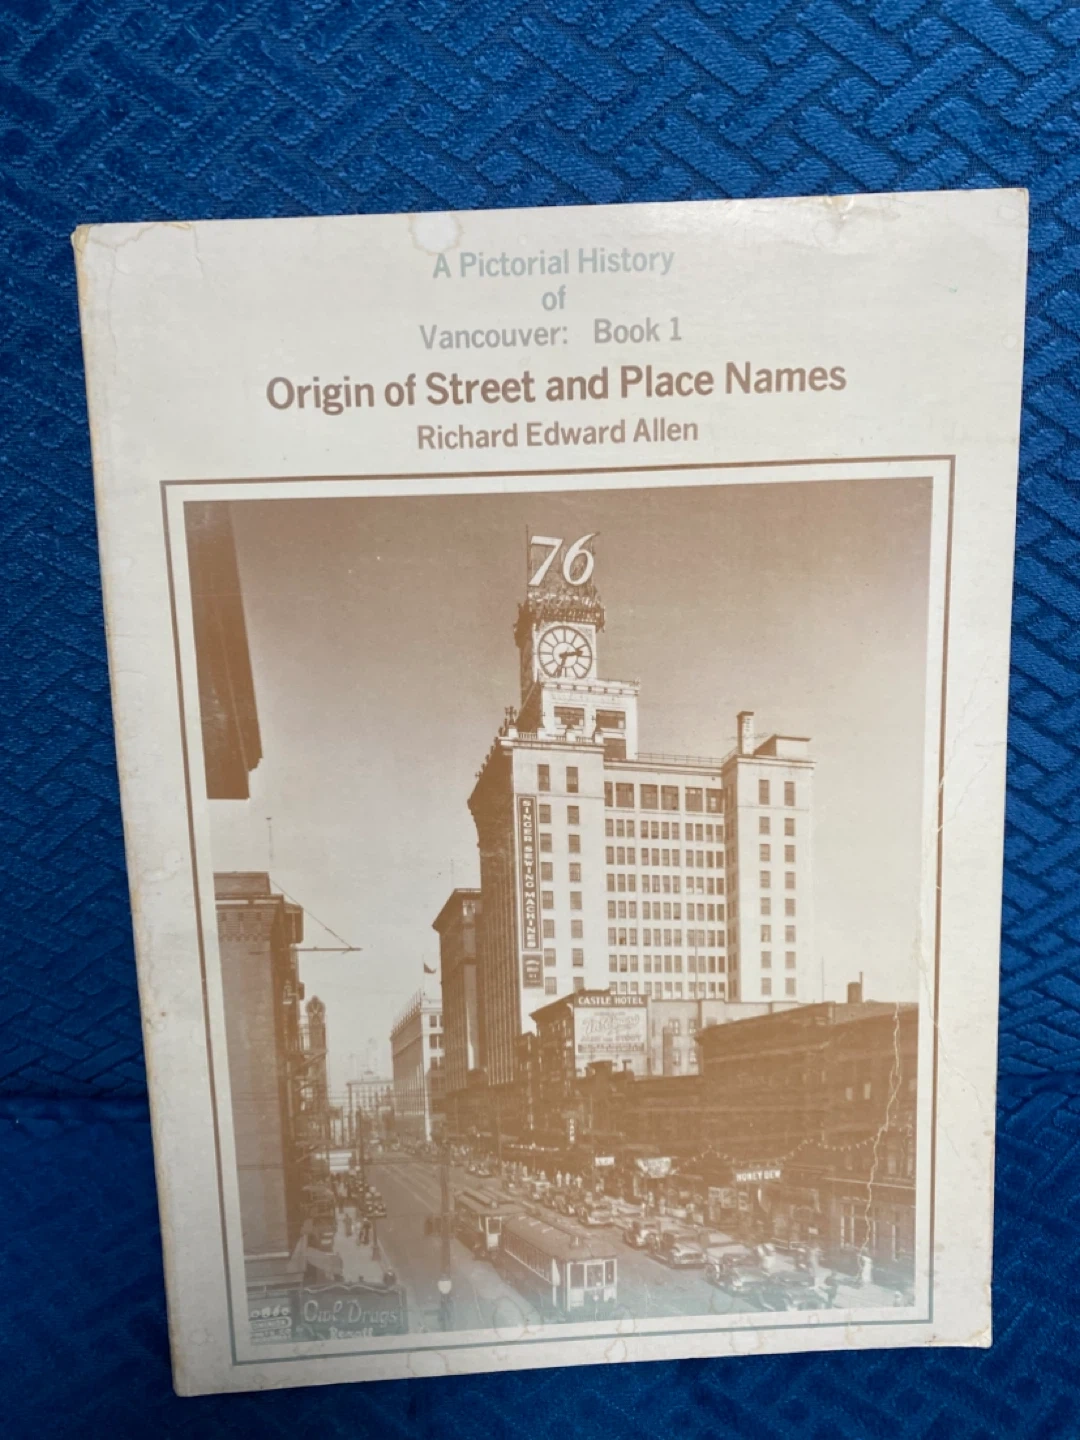 A Pictorial History
of
Vancouver: Book 1
Origin of Street and Place Names
Richard Edward Allen
76
SINGER SEWING MACHINES
CASTLE HOTEL
HONEY DEW
Owl Drugs
Rexall